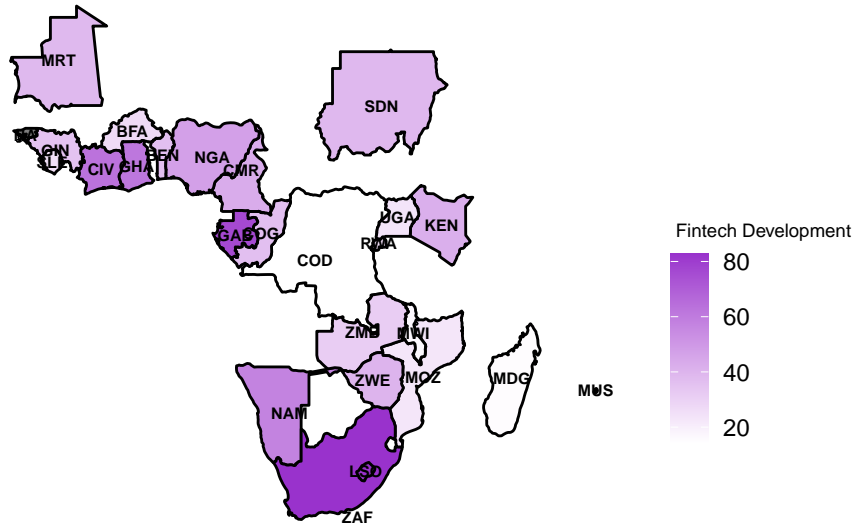 MRT
SDN
BFA
GIN
BEN
NGA
SLE
CIV
GHA
CMR
UGA
KEN
GAB
COG
RWA
COD
Fintech Development
80
60
40
20
ZMB
MWI
ZWE
MOZ
MDG
MUS
NAM
LSO
ZAF